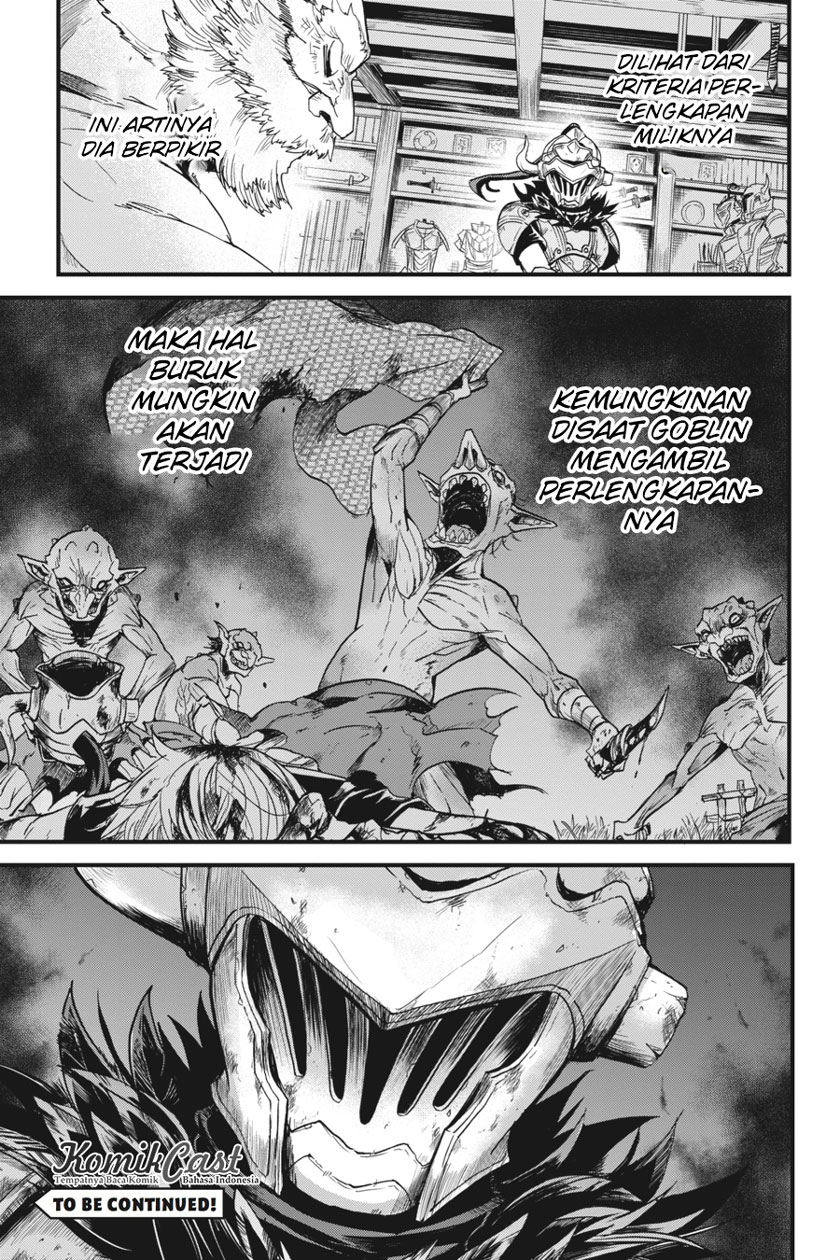 DILIHAT DARI
KRITERIA PER-
LENGKAPAN
MILIKNYA
INI ARTINYA
DIA BERPIKIR
KEMUNGKINAN
DISAAT GOBLIN
MENGAMBIL
PERLENGKAPAN-
NYA
MAKA HAL
BURUK
MUNGKIN
AKAN
TERJADI
KomikCast
Tempatnya Baca Komik Bahasa Indonesia
TO BE CONTINUED!